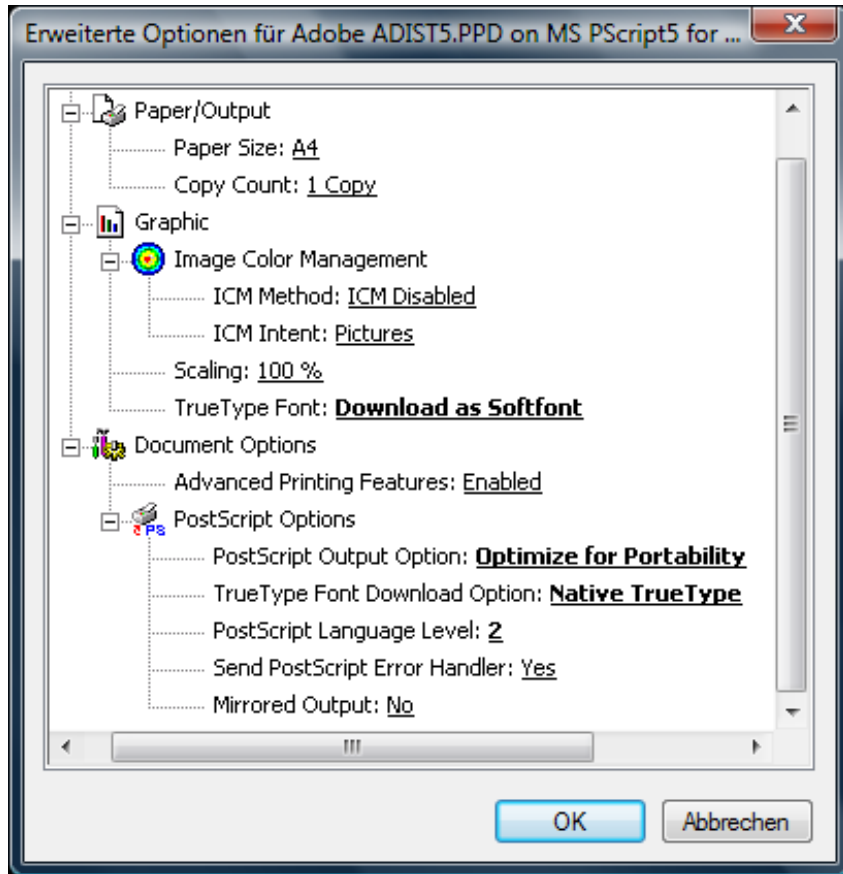 Erweiterte Optionen für Adobe ADIST5.PPD on MS PScript5 for ...
Paper/Output
Paper Size: A4
Copy Count: 1 Copy
Graphic
Image Color Management
ICM Method: ICM Disabled
ICM Intent: Pictures
Scaling: 100 %
TrueType Font: Download as Softfont
Document Options
Advanced Printing Features: Enabled
PS
PostScript Options
PostScript Output Option: Optimize for Portability
TrueType Font Download Option: Native TrueType
PostScript Language Level: 2
Send PostScript Error Handler: Yes
Mirrored Output: No
OK
Abbrechen